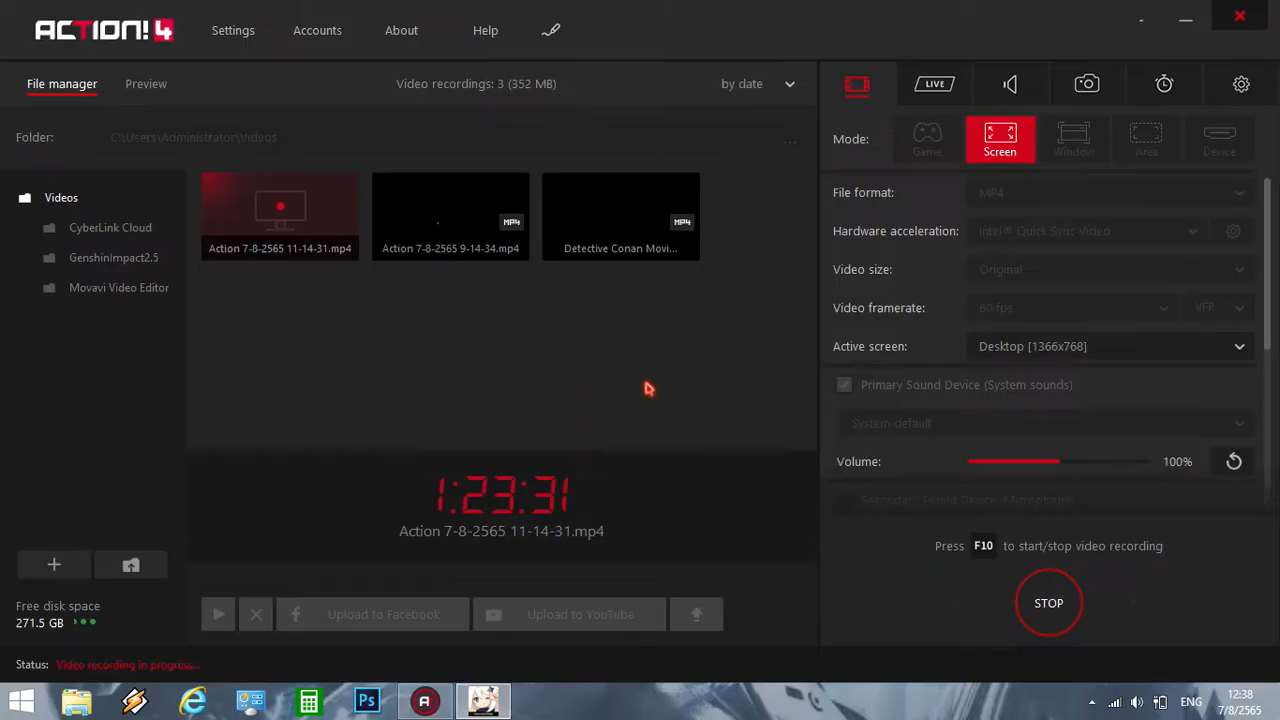 ACTION! 4
Settings
Accounts
About
Help
File manager
Preview
Video recordings: 3 (352 MB)
by date
LIVE
Folder:
C:\Users\Administrator\Videos
...
Mode:
Game
Screen
Window
Area
Device
Videos
CyberLink Cloud
GenshinImpact2.5
Movavi Video Editor
Action 7-8-2565 11-14-31.mp4
MP4
Action 7-8-2565 9-14-34.mp4
MP4
Detective Conan Movi...
File format:
MP4
Hardware acceleration:
Intel® Quick Sync Video
Video size:
Original
Video framerate:
60 fps
VFR
Active screen:
Desktop [1366x768]
Primary Sound Device (System sounds)
System default
Volume:
100%
Secondary Sound Device (Microphone)
1:23:31
Action 7-8-2565 11-14-31.mp4
Press F10 to start/stop video recording
STOP
Free disk space
271.5 GB
Upload to Facebook
Upload to YouTube
Status:
Video recording in progress...
Ps
ENG
12:38
7/8/2565